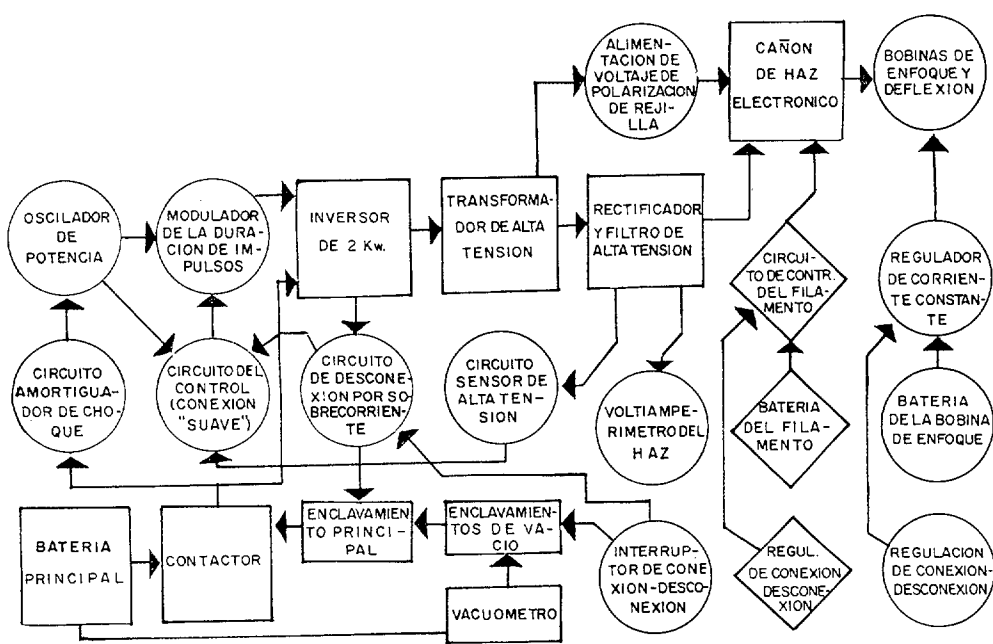 ALIMEN-
TACION DE
VOLTAJE DE
POLARIZACION
DE REJI-
LLA
CAÑON
DE HAZ
ELECTRONICO
BOBINAS DE
ENFOQUE Y
DEFLEXION
OSCILADOR
DE
POTENCIA
MODULADOR
DE LA DURA-
CION DE IM-
PULSOS
INVERSOR
DE 2 Kw.
TRANSFORMA-
DOR DE ALTA
TENSION
RECTIFICADOR
Y FILTRO DE
ALTA TENSION
CIRCUI-
TO DE CONTR.
DEL FILA-
MENTO
REGULADOR
DE CORRIEN-
TE CONSTAN-
TE
CIRCUITO
AMORTIGUA-
DOR DE CHO-
QUE
CIRCUITO DEL
CONTROL
(CONEXION
"SUAVE")
CIRCUITO
DE DESCONE-
XION POR SO-
BRECORRIEN-
TE
CIRCUITO
SENSOR DE
ALTA TEN-
SION
VOLTIAMPE-
RIMETRO DEL
HAZ
BATERIA
DEL FILA-
MENTO
BATERIA
DE LA BOBINA
DE ENFOQUE
BATERIA
PRINCIPAL
CONTACTOR
ENCLAVAMIEN-
TO PRINCI-
PAL
ENCLAVAMIEN-
TOS DE VA-
CIO
VACUOMETRO
INTERRUP-
TOR DE CONE-
XION-DESCO-
NEXION
REGUL.
DE CONEXION
DESCONE-
XION
REGULACION
DE CONEXION-
DESCONEXION